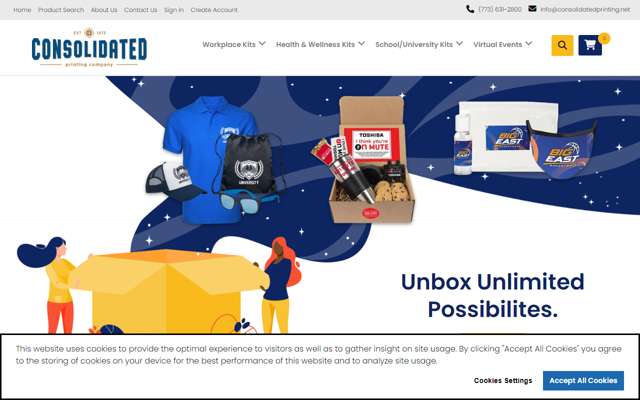 Home Product Search About Us Contact Us Sign in Create Account (773) 631-2800 info@consolidatedprinting.net
EST 1973
CONSOLIDATED
printing company
Workplace Kits Health & Wellness Kits School/University Kits Virtual Events
0
TOSHIBA
I think you're
ON MUTE
UNIVERSITY
BIG
EAST
BIG
EAST
Unbox Unlimited
Possibilites.
This website uses cookies to provide the optimal experience to visitors as well as to gather insight on site usage. By clicking "Accept All Cookies" you agree
to the storing of cookies on your device for the best performance of this website and to analyze site usage.
Cookies Settings
Accept All Cookies